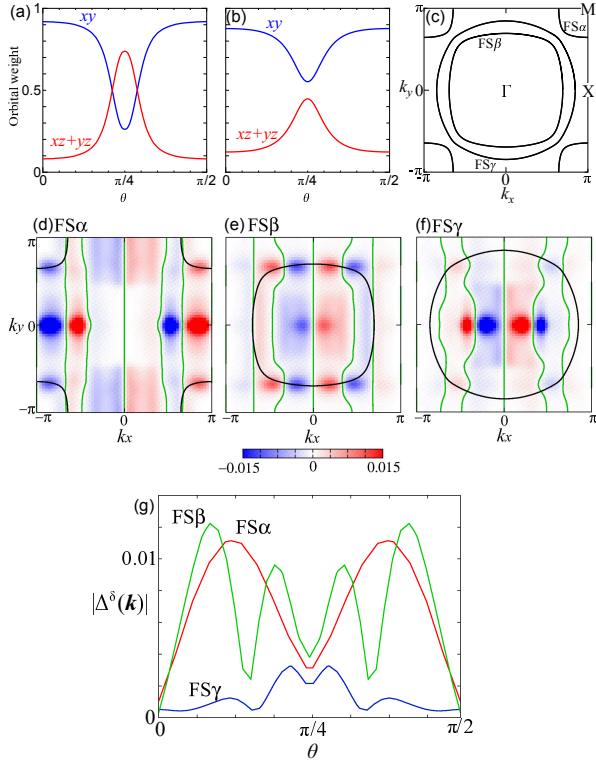 (a)
xy
Orbital weight
xz+yz
1
0.5
0
0
π/4
π/2
θ
(b)
xy
xz+yz
0
π/4
π/2
θ
(c)
π
M
FSα
FSβ
ky 0
Γ
X
FSγ
-π
-π
0
π
kx
(d)FSα
π
ky 0
−π
−π
0
π
kx
(e)FSβ
−π
0
π
kx
(f)FSγ
−π
0
π
kx
-0.015
0
0.015
(g)
FSβ
FSα
0.01
|Δδ(k)|
FSγ
0
0
π/4
π/2
θ